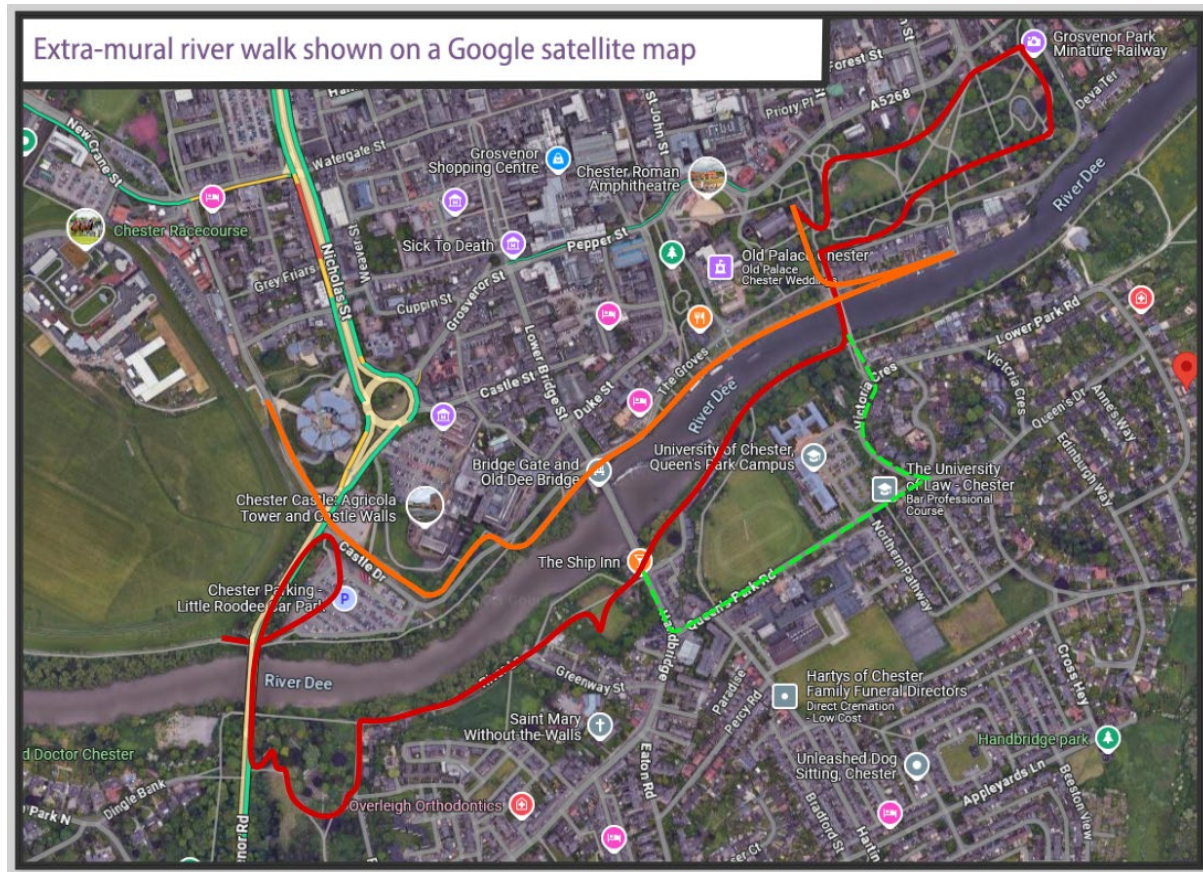 Extra-mural river walk shown on a Google satellite map
Grosvenor Park
Minature Railway
Forest St
Deva Ter
Priory Pl
A5268
St John St
New Crane St
Watergate St
Grosvenor
Shopping Centre
Chester Roman
Amphitheatre
River Dee
Chester Racecourse
Weaver St
Sick To Death
Pepper St
Old Palace Chester
Old Palace
Chester Weddings
Grey Friars
Nicholas St
Cuppin St
Grosvenor St
Lower Bridge St
Lower Park Rd
Castle St
Duke St
The Groves
River Dee
Victoria Cres
Victoria Cres
Queen's Dr
Anne's Way
Edinburgh Way
University of Chester,
Queen's Park Campus
Bridge Gate and
Old Dee Bridge
The University
of Law - Chester
Bar Professional
Course
Chester Castle: Agricola
Tower and Castle Walls
Castle Dr
The Ship Inn
Northern Pathway
Chester Parking -
Little Roodee Car Park
P
Handbridge
Queen's Park Rd
River Dee
Greenway St
Paradise
Percy Rd
Cross Hey
Hartys of Chester
Family Funeral Directors
Direct Cremation
- Low Cost
Saint Mary
Without-the-Walls
Eaton Rd
Handbridge park
d Doctor Chester
Unleashed Dog
Sitting, Chester
Dingle Bank
Overleigh Orthodontics
Appleyards Ln
Beeston View
Park N
Bradford St